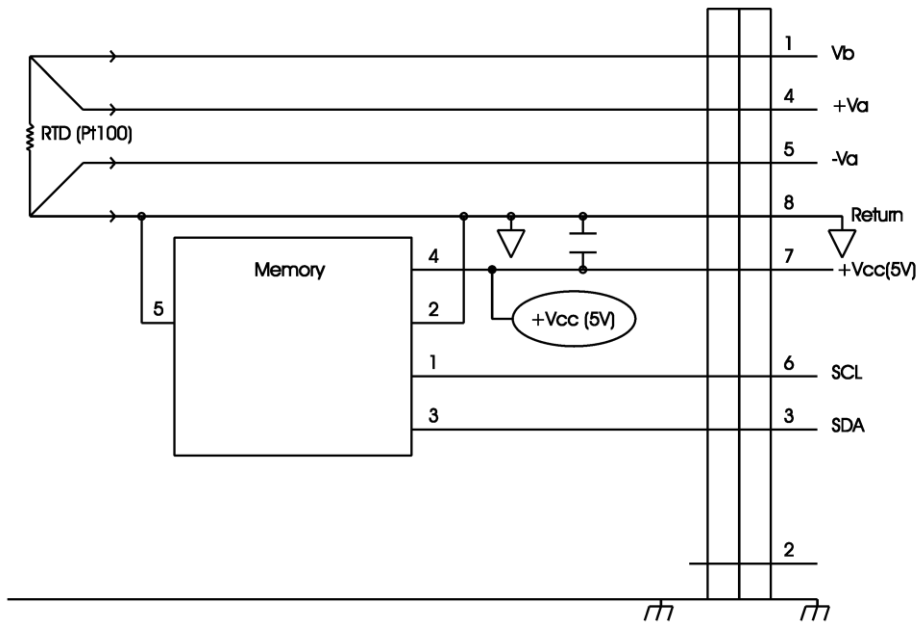 1 Vb
4 +Va
RTD (Pt100)
5 -Va
8 Return
Memory 4 7 +Vcc(5V)
5 2 +Vcc (5V)
1 6 SCL
3 3 SDA
2